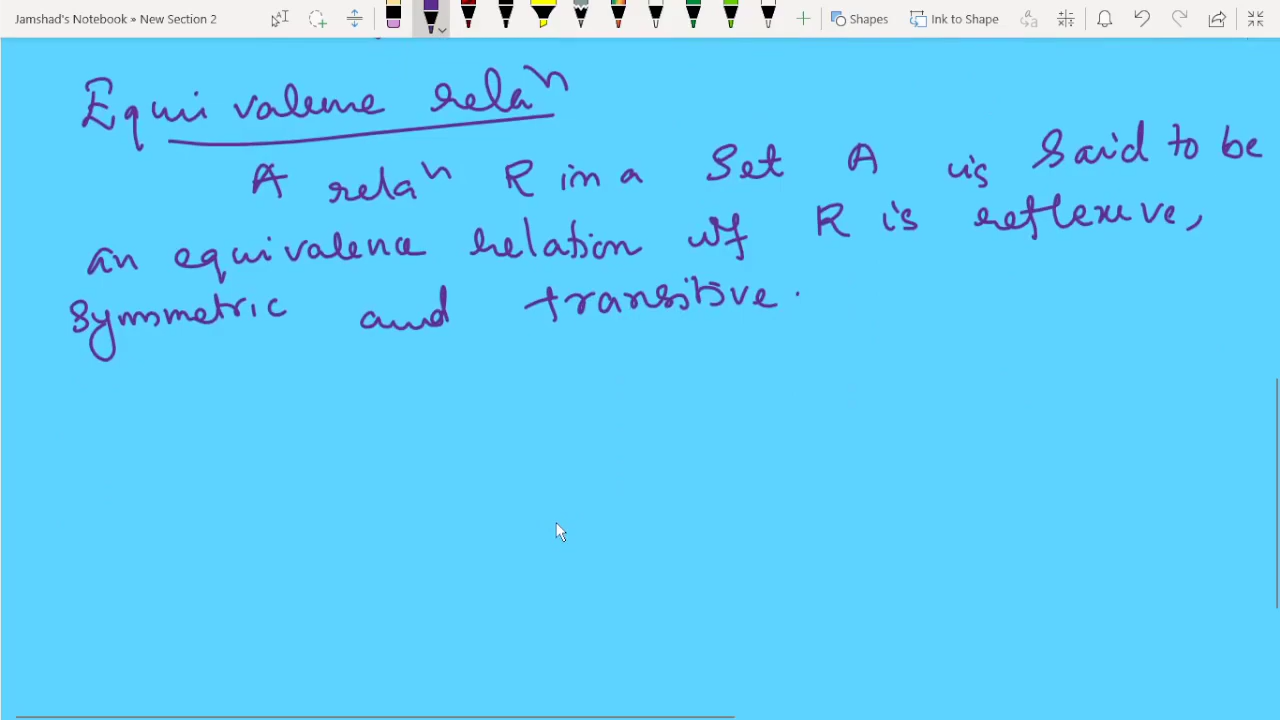 Jamshad's Notebook » New Section 2
Shapes
Ink to Shape
Equivalence relaⁿ
A relaⁿ R in a Set A is Said to be
an equivalence relation if R is reflexive,
Symmetric and transitive.